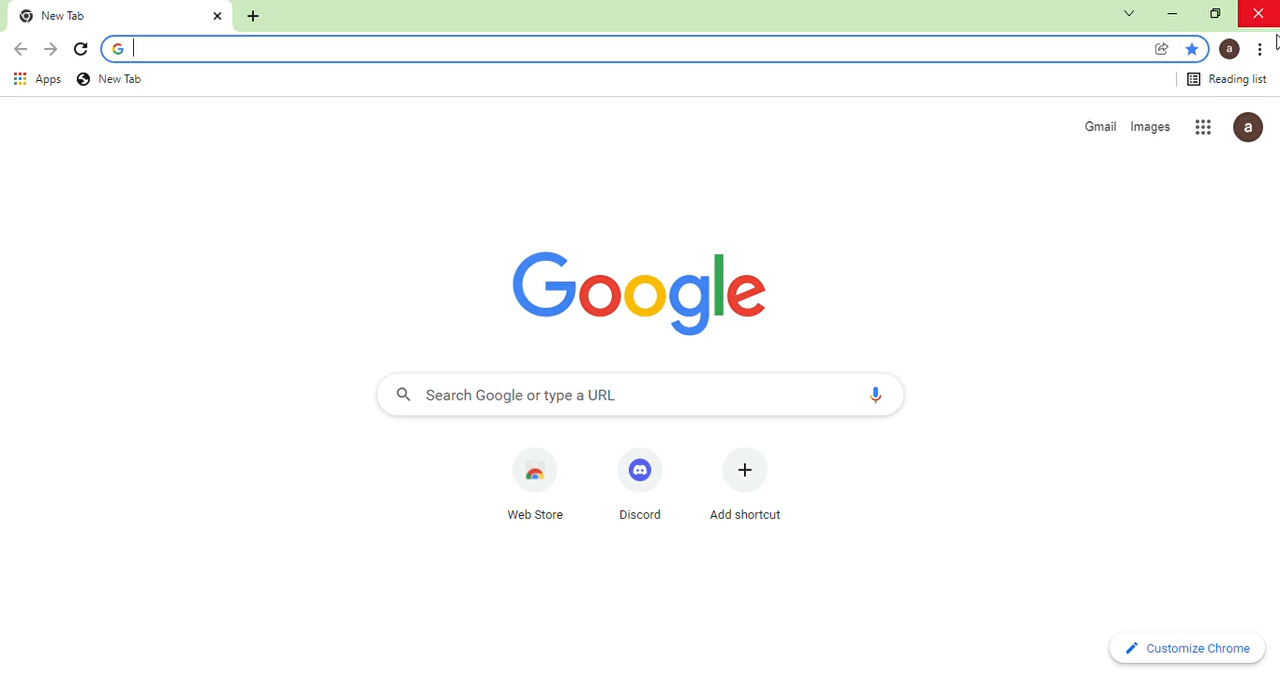 New Tab
G
a
Apps
New Tab
Reading list
Gmail Images
a
Google
Search Google or type a URL
Web Store
Discord
Add shortcut
Customize Chrome